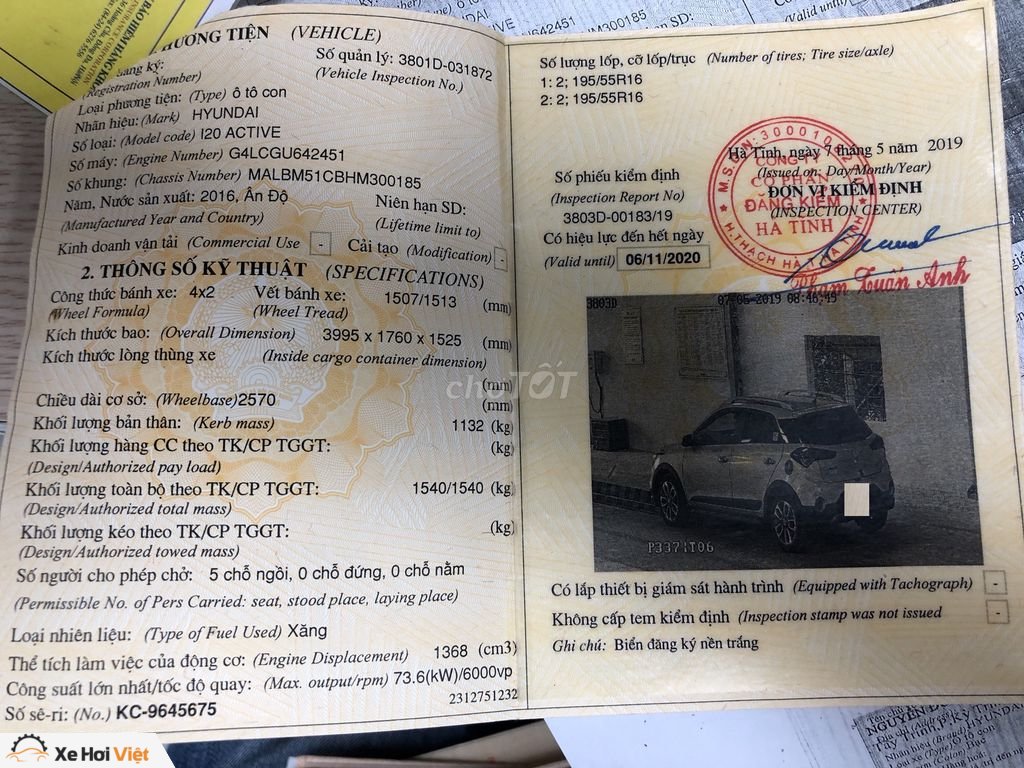 BẢO HIỂM HÀNG KHÔNG
HƯƠNG TIỆN (VEHICLE)
Số quản lý: 3801D-031872
(Registration Number) (Vehicle Inspection No.)
Loại phương tiện: (Type) ô tô con
Nhãn hiệu: (Mark) HYUNDAI
Số loại: (Model code) I20 ACTIVE
Số máy: (Engine Number) G4LCGU642451
Số khung: (Chassis Number) MALBM51CBHM300185
Năm, Nước sản xuất: 2016, Ấn Độ Niên hạn SD:
(Manufactured Year and Country) (Lifetime limit to)
Kinh doanh vận tải (Commercial Use - Cải tạo (Modification) -
2. THÔNG SỐ KỸ THUẬT (SPECIFICATIONS)
Công thức bánh xe: 4x2 Vết bánh xe: 1507/1513 (mm)
(Wheel Formula) (Wheel Tread)
Kích thước bao: (Overall Dimension) 3995 x 1760 x 1525 (mm)
Kích thước lòng thùng xe (Inside cargo container dimension)
(mm)
Chiều dài cơ sở: (Wheelbase) 2570 (mm)
Khối lượng bản thân: (Kerb mass) 1132 (kg)
Khối lượng hàng CC theo TK/CP TGGT: (kg)
(Design/Authorized pay load)
Khối lượng toàn bộ theo TK/CP TGGT: 1540/1540 (kg)
(Design/Authorized total mass)
Khối lượng kéo theo TK/CP TGGT: (kg)
(Design/Authorized towed mass)
Số người cho phép chở: 5 chỗ ngồi, 0 chỗ đứng, 0 chỗ nằm
(Permissible No. of Pers Carried: seat, stood place, laying place)
Loại nhiên liệu: (Type of Fuel Used) Xăng
Thể tích làm việc của động cơ: (Engine Displacement) 1368 (cm3)
Công suất lớn nhất/tốc độ quay: (Max. output/rpm) 73.6(kW)/6000vp
2312751232
Số sê-ri: (No.) KC-9645675
Số lượng lốp, cỡ lốp/trục (Number of tires; Tire size/axle)
1: 2; 195/55R16
2: 2; 195/55R16
Hà Tĩnh, ngày 7 tháng 5 năm 2019
(Issued on: Day/Month/Year)
ĐƠN VỊ KIỂM ĐỊNH
(INSPECTION CENTER)
CÔNG TY
CỔ PHẦN
ĐĂNG KIỂM
HÀ TĨNH
Phạm Tuấn Anh
Số phiếu kiểm định
(Inspection Report No)
3803D-00183/19
Có hiệu lực đến hết ngày
(Valid until) 06/11/2020
3803D 07-05-2019 08:46:49
P3371T06
Có lắp thiết bị giám sát hành trình (Equipped with Tachograph) -
Không cấp tem kiểm định (Inspection stamp was not issued -
Ghi chú: Biển đăng ký nền trắng
chợTỐT
Xe Hơi Việt